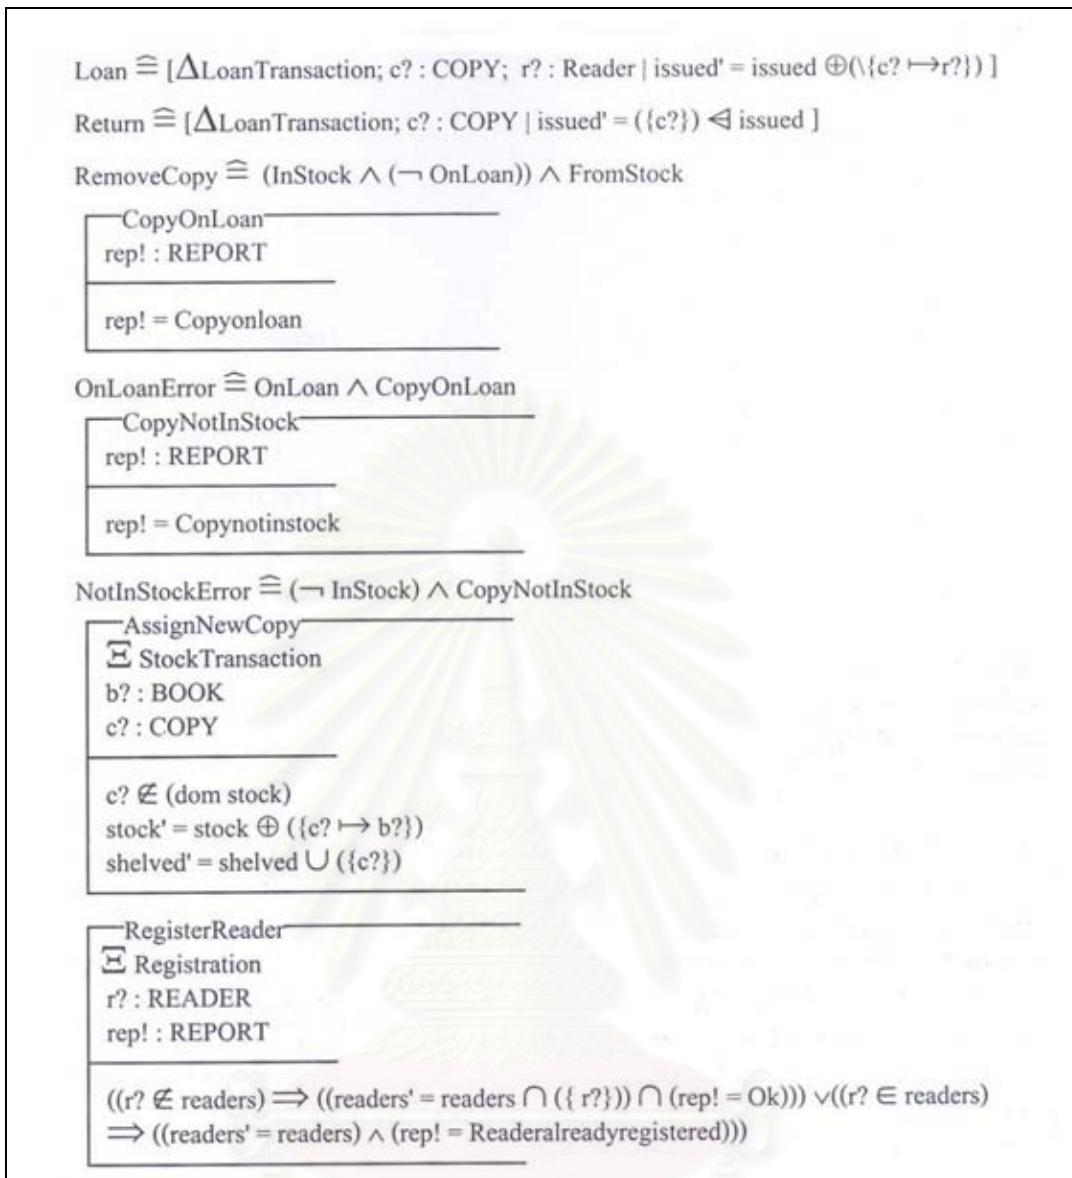 Loan ≙ [ΔLoanTransaction; c? : COPY; r? : Reader | issued' = issued ⊕(\{c? ↦r?}) ]
Return ≙ [ΔLoanTransaction; c? : COPY | issued' = ({c?}) ⩤ issued ]
RemoveCopy ≙ (InStock ∧ (¬ OnLoan)) ∧ FromStock
CopyOnLoan
rep! : REPORT
rep! = Copyonloan
OnLoanError ≙ OnLoan ∧ CopyOnLoan
CopyNotInStock
rep! : REPORT
rep! = Copynotinstock
NotInStockError ≙ (¬ InStock) ∧ CopyNotInStock
AssignNewCopy
Ξ StockTransaction
b? : BOOK
c? : COPY
c? ∉ (dom stock)
stock' = stock ⊕ ({c? ↦ b?})
shelved' = shelved ∪ ({c?})
RegisterReader
Ξ Registration
r? : READER
rep! : REPORT
((r? ∉ readers) ⟹ ((readers' = readers ∩ ({ r?})) ∩ (rep! = Ok))) ∨((r? ∈ readers)
⟹ ((readers' = readers) ∧ (rep! = Readeralreadyregistered)))